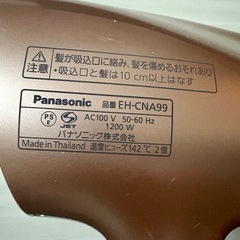 注意
髪が吸込口に絡み、髪を傷めるおそれあり
・吸込口と髪は10 cm以上はなす
Panasonic 品番 EH-CNA99
PS E JET AC100 V 50-60 Hz
1200 W
パナソニック株式会社
Made in Thailand 温度ヒューズ142℃ 2個